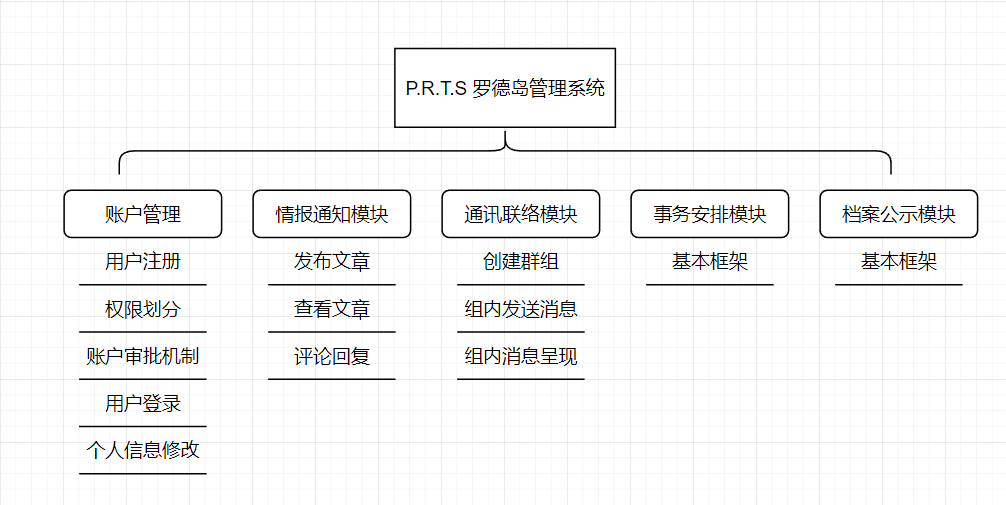 P.R.T.S 罗德岛管理系统
账户管理
用户注册
权限划分
账户审批机制
用户登录
个人信息修改
情报通知模块
发布文章
查看文章
评论回复
通讯联络模块
创建群组
组内发送消息
组内消息呈现
事务安排模块
基本框架
档案公示模块
基本框架